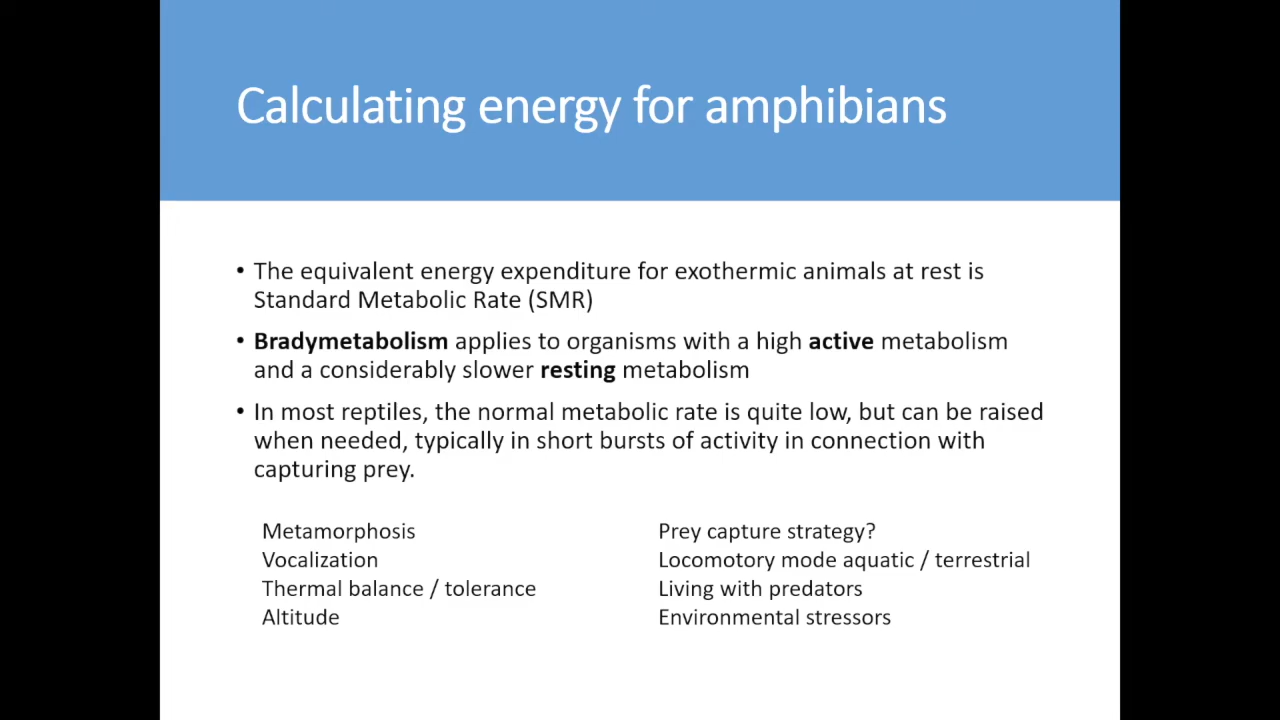 Calculating energy for amphibians
• The equivalent energy expenditure for exothermic animals at rest is
Standard Metabolic Rate (SMR)
• Bradymetabolism applies to organisms with a high active metabolism
and a considerably slower resting metabolism
• In most reptiles, the normal metabolic rate is quite low, but can be raised
when needed, typically in short bursts of activity in connection with
capturing prey.
Metamorphosis
Vocalization
Thermal balance / tolerance
Altitude
Prey capture strategy?
Locomotory mode aquatic / terrestrial
Living with predators
Environmental stressors